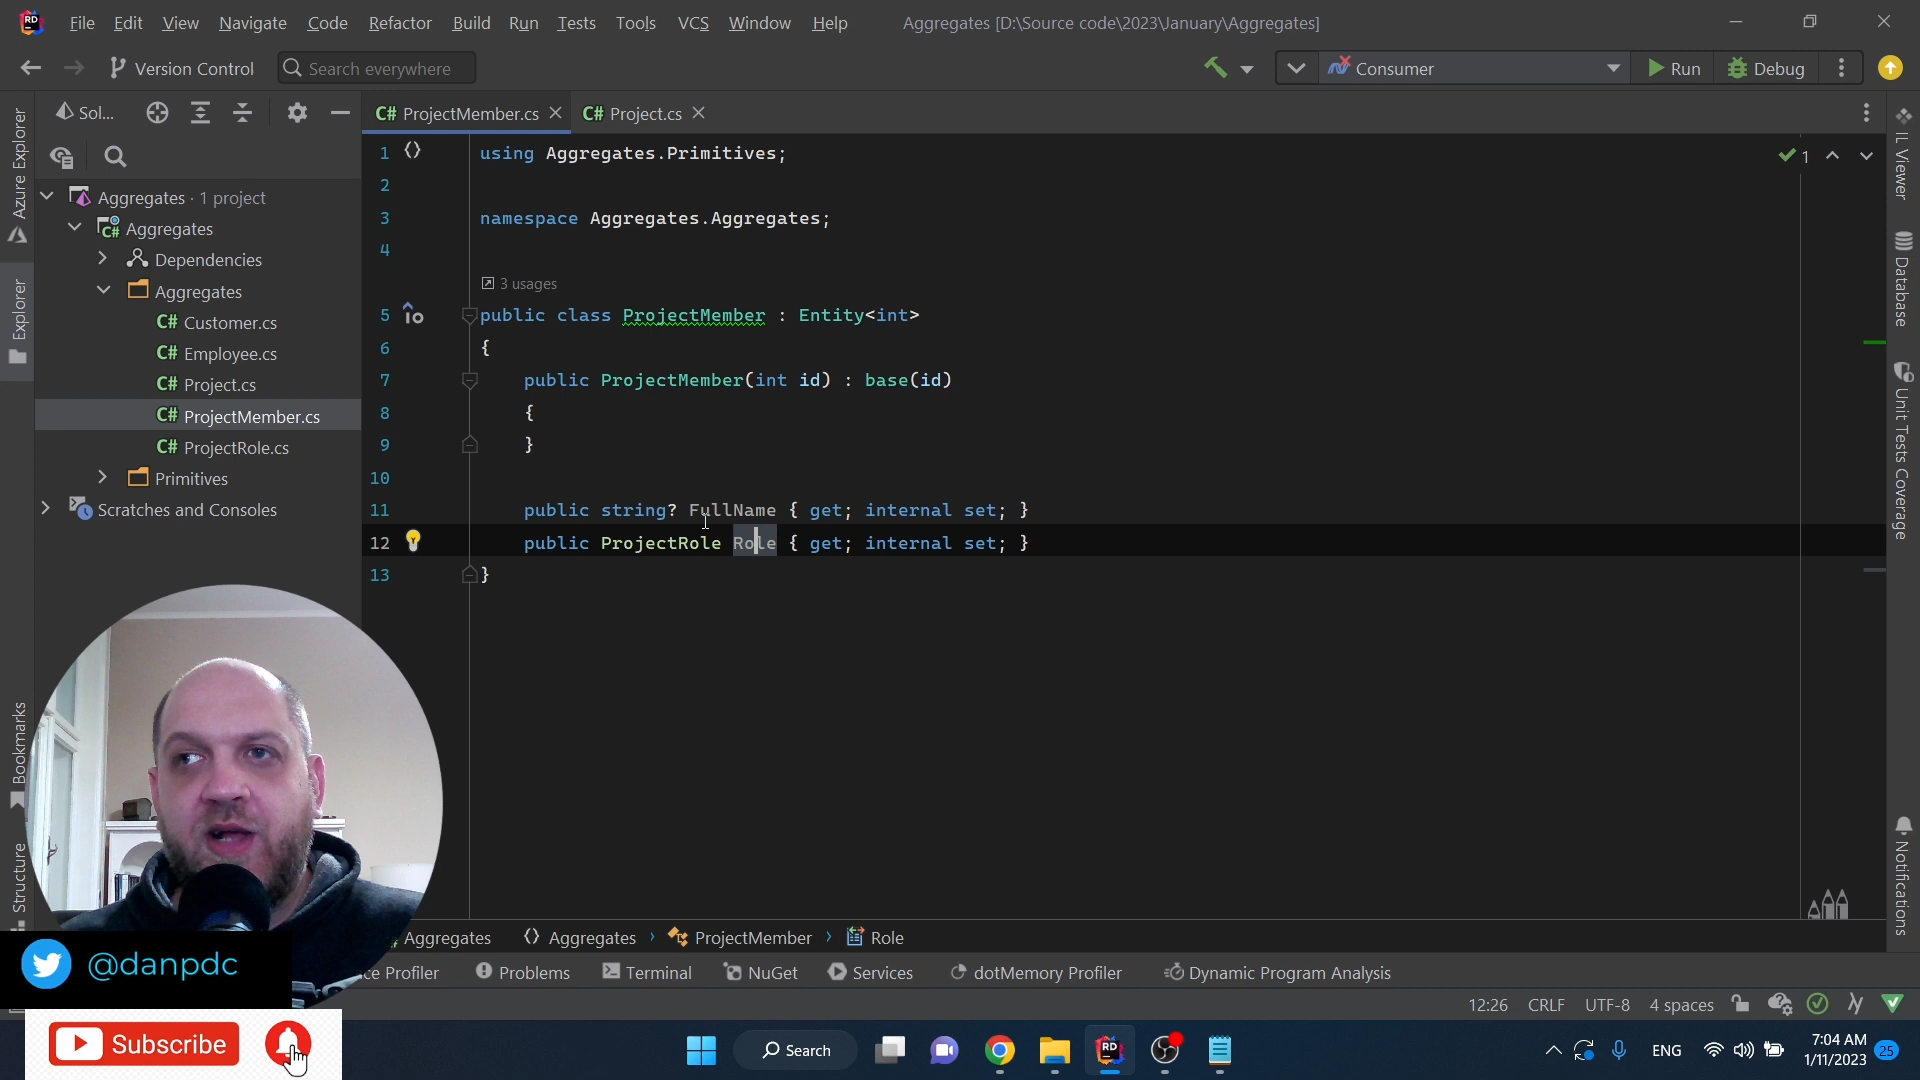 File Edit View Navigate Code Refactor Build Run Tests Tools VCS Window Help Aggregates [D:\Source code\2023\January\Aggregates]
Version Control Search everywhere Consumer Run Debug
Sol... C# ProjectMember.cs C# Project.cs
Azure Explorer
Explorer
Bookmarks
Structure
Aggregates · 1 project
C# Aggregates
Dependencies
Aggregates
C# Customer.cs
C# Employee.cs
C# Project.cs
C# ProjectMember.cs
C# ProjectRole.cs
Primitives
Scratches and Consoles
1 using Aggregates.Primitives;
2
3 namespace Aggregates.Aggregates;
4
3 usages
5 public class ProjectMember : Entity<int>
6 {
7 public ProjectMember(int id) : base(id)
8 {
9 }
10
11 public string? FullName { get; internal set; }
12 public ProjectRole Role { get; internal set; }
13 }
1
IL Viewer
Database
Unit Tests Coverage
Notifications
Aggregates Aggregates › ProjectMember › Role
ce Profiler Problems Terminal NuGet Services dotMemory Profiler Dynamic Program Analysis
12:26 CRLF UTF-8 4 spaces
@danpdc
Subscribe
Search
RD
ENG
7:04 AM
1/11/2023
25